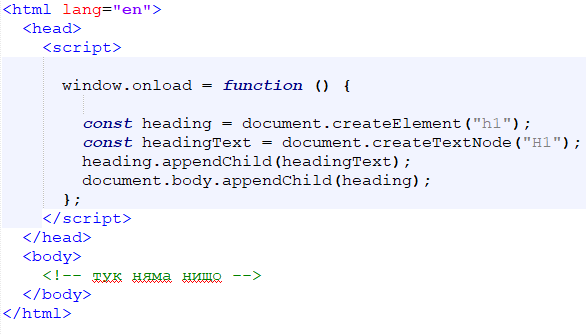 <html lang="en">
<head>
<script>
window.onload = function () {
const heading = document.createElement("h1");
const headingText = document.createTextNode("H1");
heading.appendChild(headingText);
document.body.appendChild(heading);
};
</script>
</head>
<body>
<!-- тук няма нищо -->
</body>
</html>